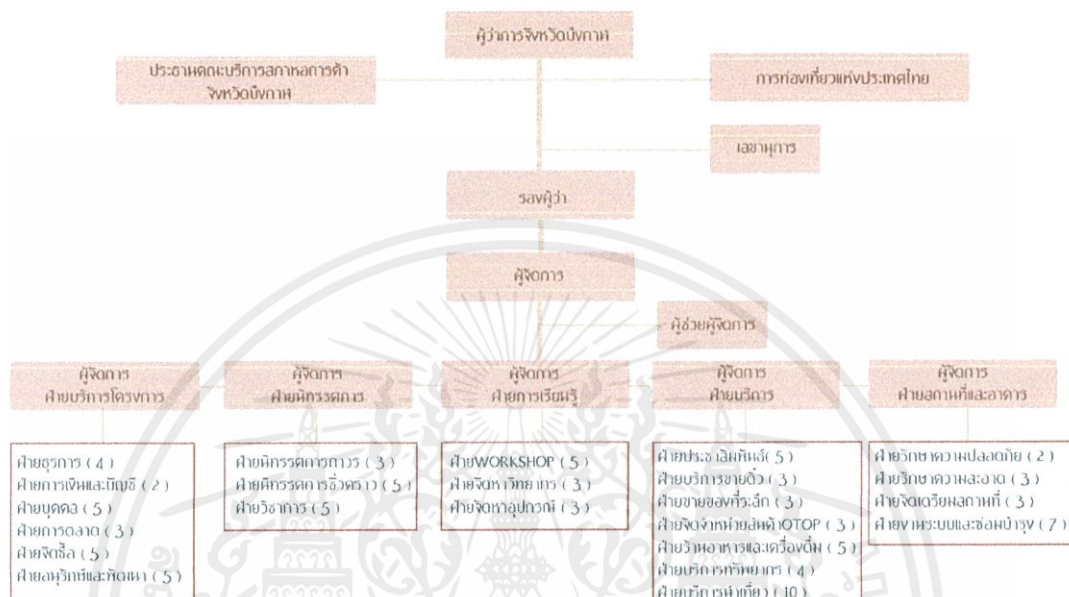 ผู้ว่าการจังหวัดบึงกาฬ
ประธานคณะบริการสภาหอการค้า
จังหวัดบึงกาฬ
การท่องเที่ยวแห่งประเทศไทย
เลขานุการ
รองผู้ว่า
ผู้จัดการ
ผู้ช่วยผู้จัดการ
ผู้จัดการ
ฝ่ายบริการโครงการ
ผู้จัดการ
ฝ่ายนิทรรศการ
ผู้จัดการ
ฝ่ายการเรียนรู้
ผู้จัดการ
ฝ่ายบริการ
ผู้จัดการ
ฝ่ายสถานที่และอาคาร
ฝ่ายธุรการ ( 4 )
ฝ่ายการเงินและบัญชี ( 2 )
ฝ่ายบุคคล ( 5 )
ฝ่ายการตลาด ( 3 )
ฝ่ายจัดซื้อ ( 5 )
ฝ่ายอนุรักษ์และพัฒนา ( 5 )
ฝ่ายนิทรรศการถาวร ( 3 )
ฝ่ายนิทรรศการชั่วคราว ( 5 )
ฝ่ายวิชาการ ( 5 )
ฝ่ายWORKSHOP ( 5 )
ฝ่ายจัดหาวิทยากร ( 3 )
ฝ่ายจัดหาอุปกรณ์ ( 3 )
ฝ่ายประชาสัมพันธ์ ( 5 )
ฝ่ายบริการขายตั๋ว ( 3 )
ฝ่ายขายของที่ระลึก ( 3 )
ฝ่ายจัดจำหน่ายสินค้าOTOP ( 3 )
ฝ่ายร้านอาหารและเครื่องดื่ม ( 5 )
ฝ่ายบริการทรัพยากร ( 4 )
ฝ่ายบริการนำเที่ยว ( 10 )
ฝ่ายรักษาความปลอดภัย ( 2 )
ฝ่ายรักษาความสะอาด ( 3 )
ฝ่ายจัดเตรียมสถานที่ ( 3 )
ฝ่ายงานระบบและซ่อมบำรุง ( 7 )